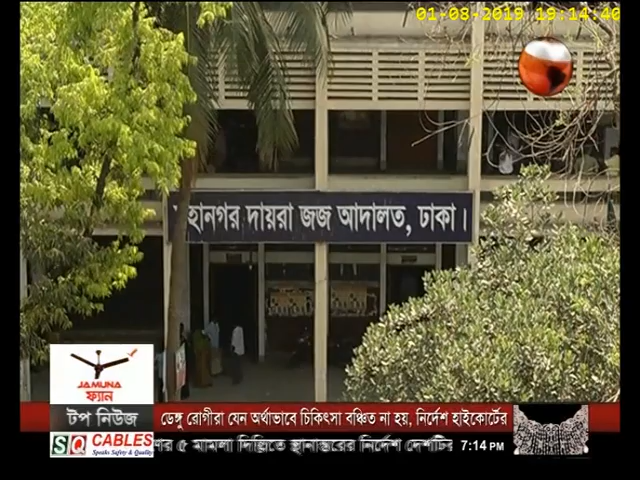 01-08-2019 19:14:40
মহানগর দায়রা জজ আদালত, ঢাকা।
JAMUNA
ফ্যান
টপ নিউজ
ডেঙ্গু রোগীরা যেন অর্থাভাবে চিকিৎসা বঞ্চিত না হয়, নির্দেশ হাইকোর্টের
SQ CABLES
Speaks Safety & Quality
৫ মামলা দিল্লিতে স্থানান্তরের নির্দেশ দেশটির
7:14 PM